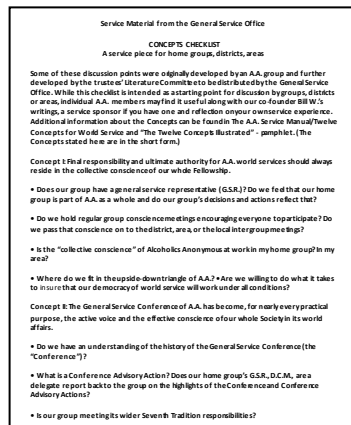 Service Material from the General Service Office
CONCEPTS CHECKLIST
A service piece for home groups, districts, areas
Some of these discussion points were originally developed by an A.A. group and further
developed by the trustees' Literature Committee to be distributed by the General Service
Office. While this checklist is intended as a starting point for discussion by groups, districts
or areas, individual A.A. members may find it useful along with our co-founder Bill W.'s
writings, a service sponsor if you have one and reflection on your own service experience.
Additional information about the Concepts can be found in The A.A. Service Manual/Twelve
Concepts for World Service and "The Twelve Concepts Illustrated" - pamphlet. (The
Concepts stated here are in the short form.)
Concept I: Final responsibility and ultimate authority for A.A. world services should always
reside in the collective conscience of our whole Fellowship.
• Does our group have a general service representative (G.S.R.)? Do we feel that our home
group is part of A.A. as a whole and do our group's decisions and actions reflect that?
• Do we hold regular group conscience meetings encouraging everyone to participate? Do
we pass that conscience on to the district, area, or the local intergroup meetings?
• Is the "collective conscience" of Alcoholics Anonymous at work in my home group? In my
area?
• Where do we fit in the upside-down triangle of A.A.? • Are we willing to do what it takes
to insure that our democracy of world service will work under all conditions?
Concept II: The General Service Conference of A.A. has become, for nearly every practical
purpose, the active voice and the effective conscience of our whole Society in its world
affairs.
• Do we have an understanding of the history of the General Service Conference (the
"Conference")?
• What is a Conference Advisory Action? Does our home group's G.S.R., D.C.M., area
delegate report back to the group on the highlights of the Conference and Conference
Advisory Actions?
• Is our group meeting its wider Seventh Tradition responsibilities?